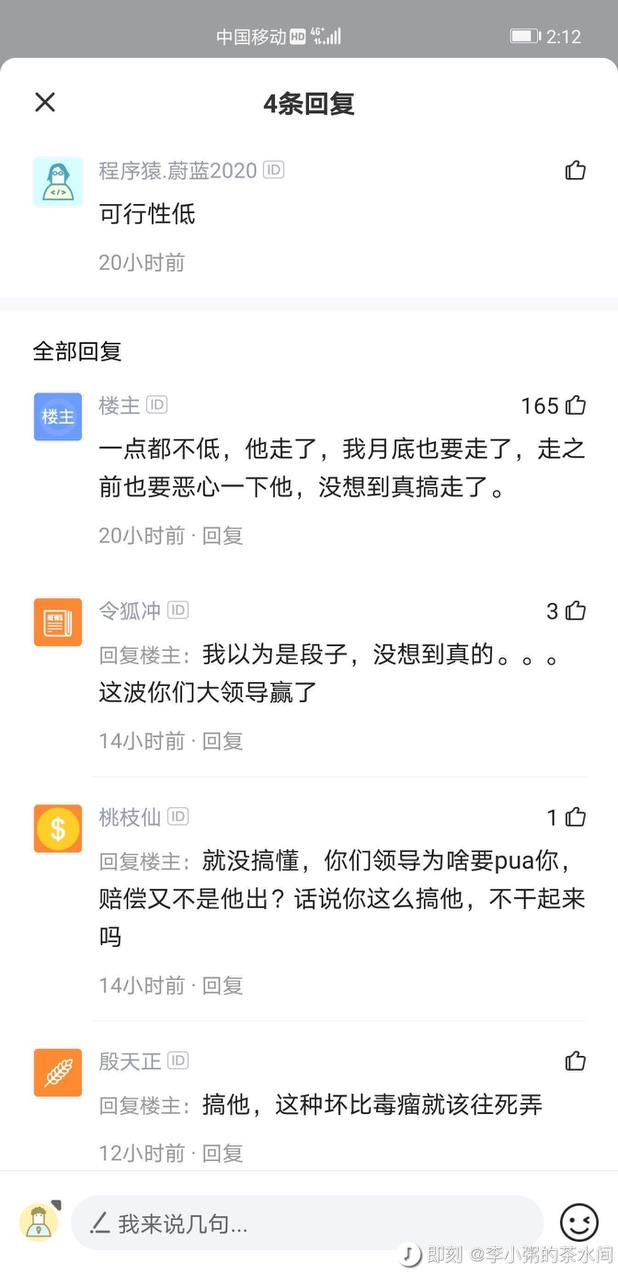 中国移动 HD 4G+ 2:12
4条回复
程序猿.蔚蓝2020 ID
可行性低
20小时前
全部回复
楼主
楼主 ID 165
一点都不低，他走了，我月底也要走了，走之
前也要恶心一下他，没想到真搞走了。
20小时前 · 回复
NEWS
令狐冲 ID 3
回复楼主：我以为是段子，没想到真的。。。
这波你们大领导赢了
14小时前 · 回复
$
桃枝仙 ID 1
回复楼主：就没搞懂，你们领导为啥要pua你，
赔偿又不是他出？话说你这么搞他，不干起来
吗
14小时前 · 回复
殷天正 ID
回复楼主：搞他，这种坏比毒瘤就该往死弄
12小时前 · 回复
我来说几句...
即刻 @李小粥的茶水间